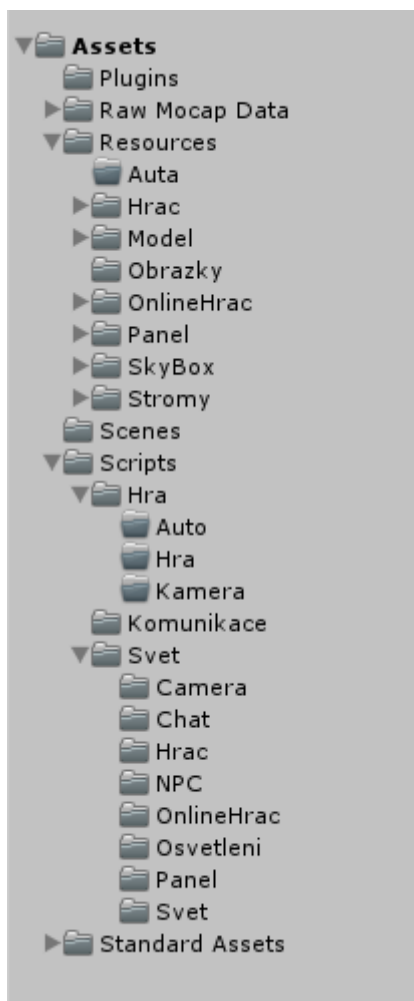 Assets
Plugins
Raw Mocap Data
Resources
Auta
Hrac
Model
Obrazky
OnlineHrac
Panel
SkyBox
Stromy
Scenes
Scripts
Hra
Auto
Hra
Kamera
Komunikace
Svet
Camera
Chat
Hrac
NPC
OnlineHrac
Osvetleni
Panel
Svet
Standard Assets